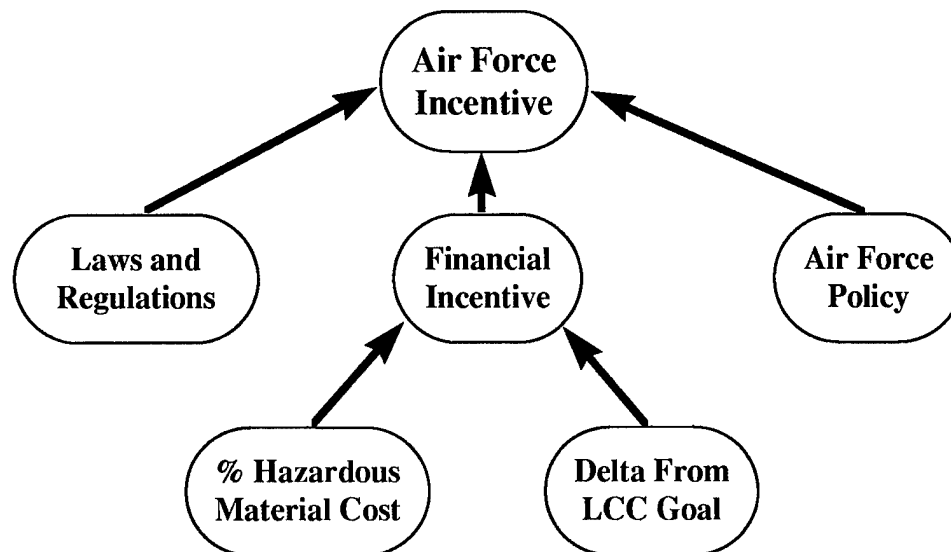 Air Force
Incentive
Laws and
Regulations
Financial
Incentive
Air Force
Policy
% Hazardous
Material Cost
Delta From
LCC Goal